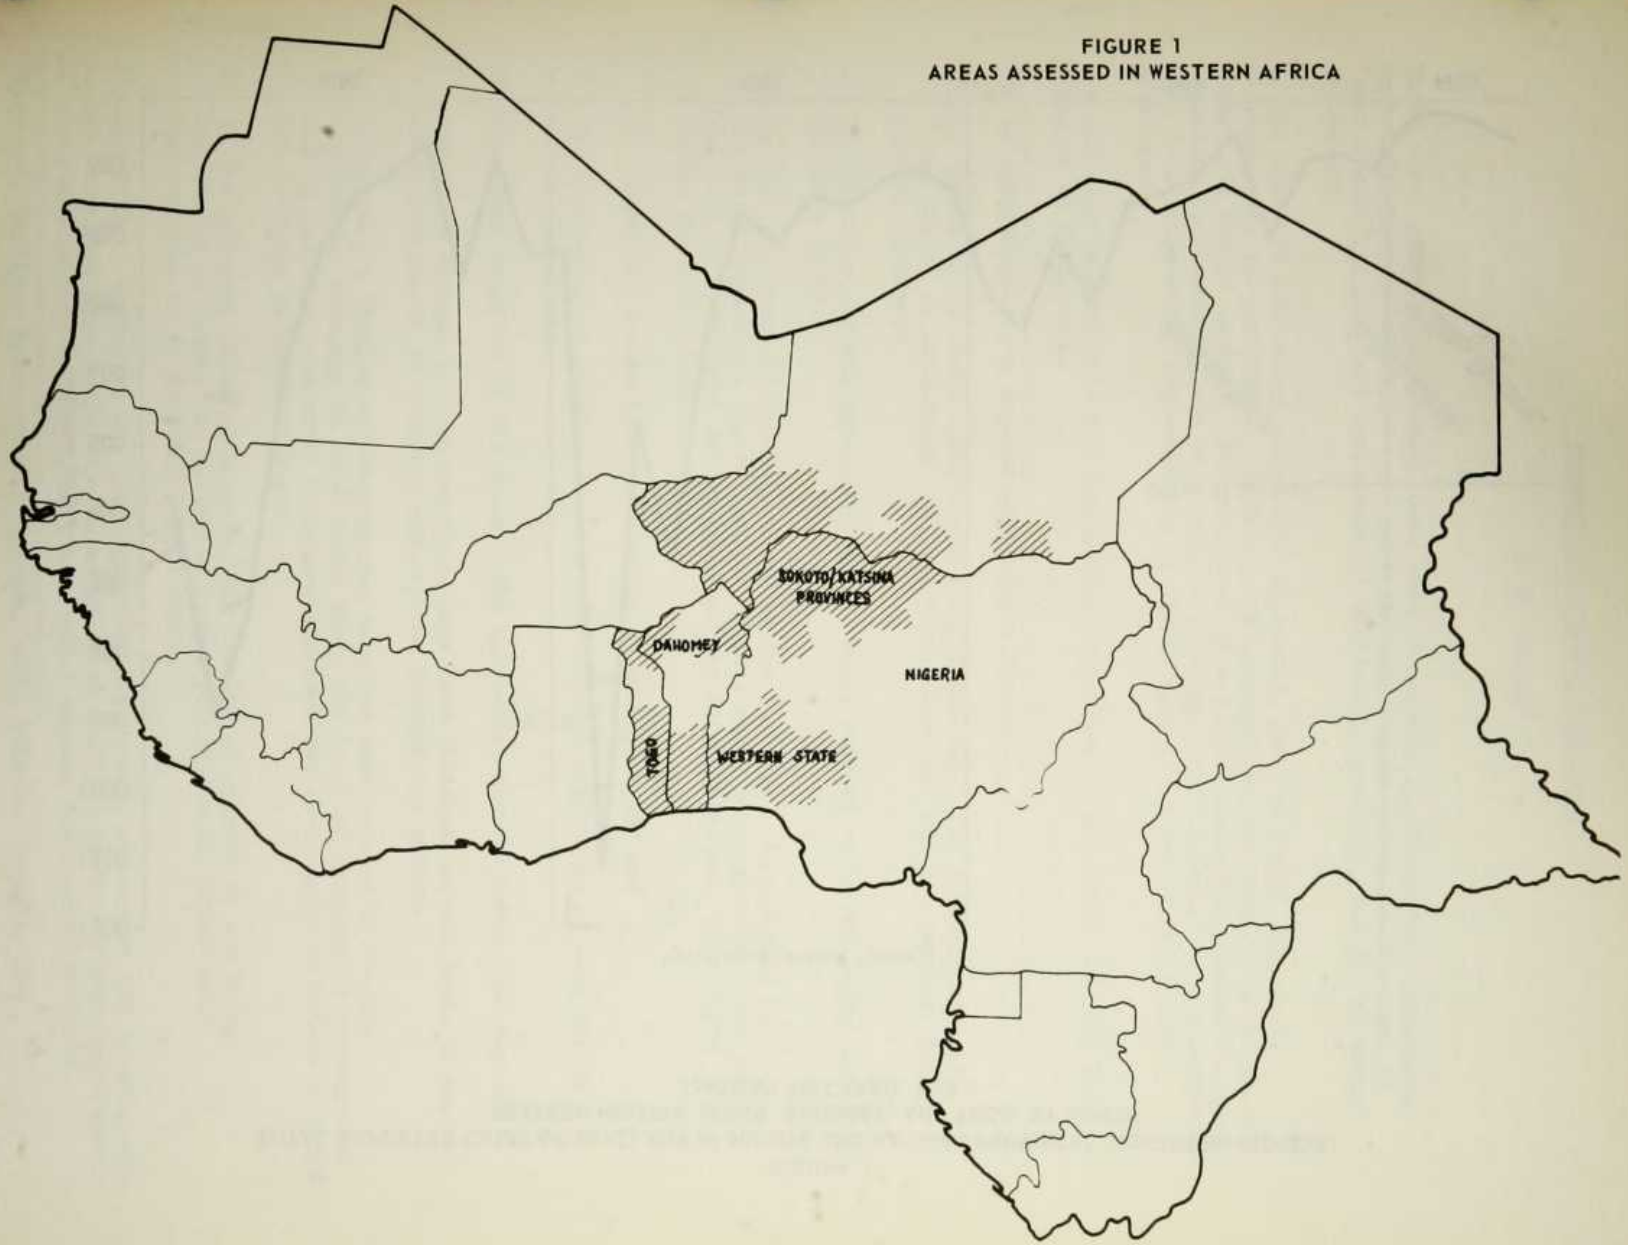 FIGURE 1
AREAS ASSESSED IN WESTERN AFRICA
SOKOTO/KATSINA
PROVINCES
DAHOMEY
NIGERIA
TOGO
WESTERN STATE